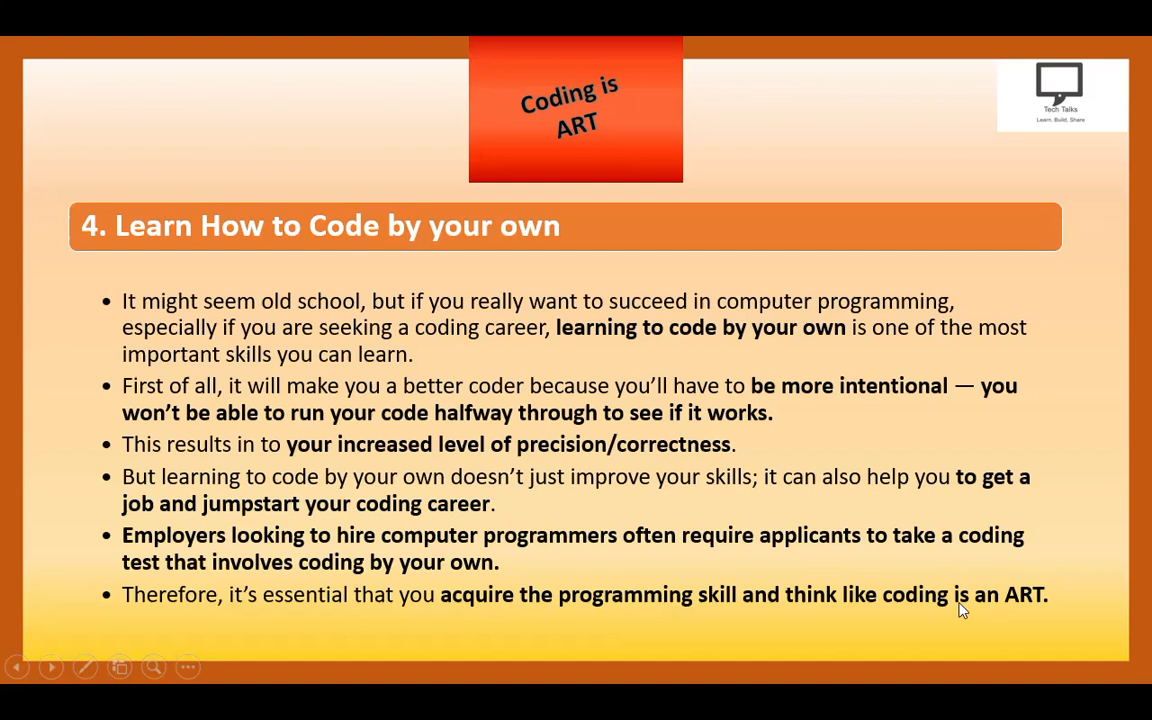 Coding is
ART
Tech Talks
Learn. Build. Share
4. Learn How to Code by your own
• It might seem old school, but if you really want to succeed in computer programming,
especially if you are seeking a coding career, learning to code by your own is one of the most
important skills you can learn.
• First of all, it will make you a better coder because you’ll have to be more intentional — you
won’t be able to run your code halfway through to see if it works.
• This results in to your increased level of precision/correctness.
• But learning to code by your own doesn’t just improve your skills; it can also help you to get a
job and jumpstart your coding career.
• Employers looking to hire computer programmers often require applicants to take a coding
test that involves coding by your own.
• Therefore, it’s essential that you acquire the programming skill and think like coding is an ART.